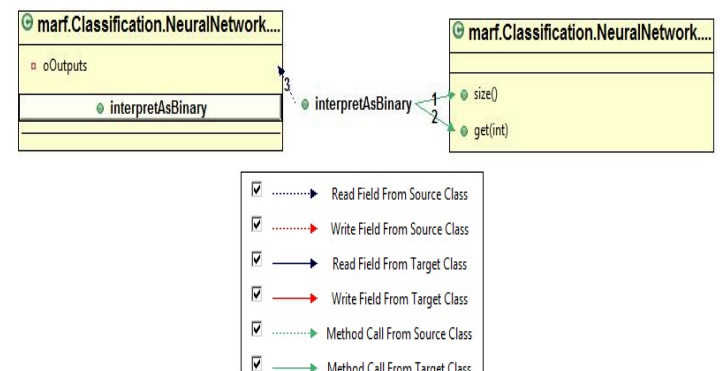 C marf.Classification.NeuralNetwork....
oOutputs
interpretAsBinary
3
interpretAsBinary
1
2
C marf.Classification.NeuralNetwork....
size()
get(int)
Read Field From Source Class
Write Field From Source Class
Read Field From Target Class
Write Field From Target Class
Method Call From Source Class
Method Call From Target Class